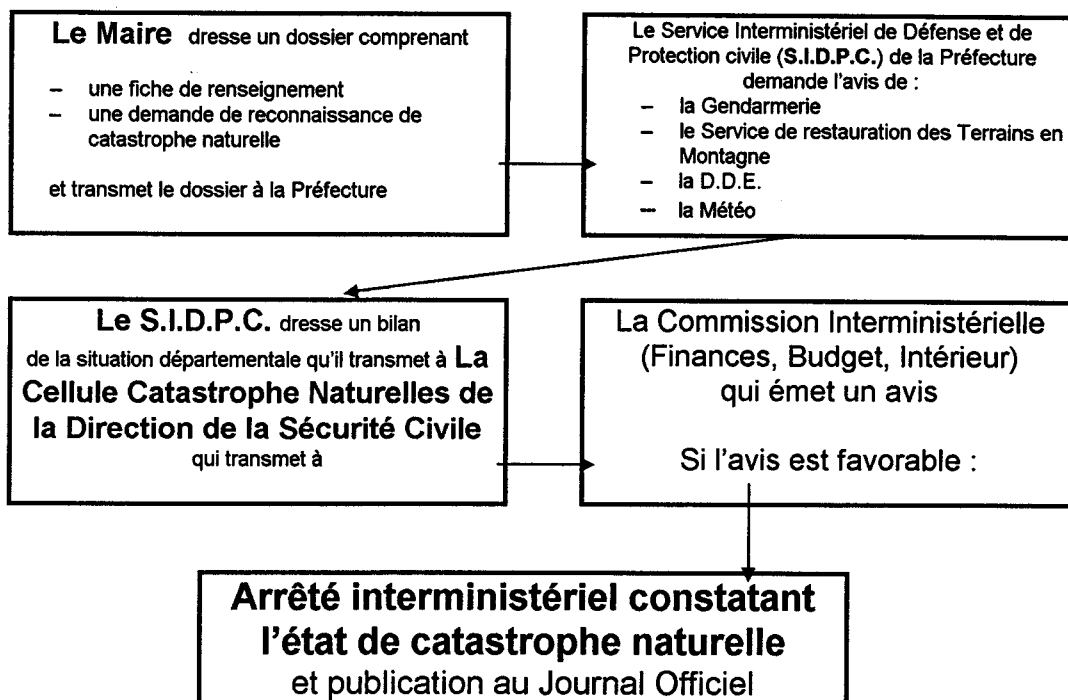 Le Maire dresse un dossier comprenant
– une fiche de renseignement
– une demande de reconnaissance de
catastrophe naturelle
et transmet le dossier à la Préfecture
Le Service Interministériel de Défense et de
Protection civile (S.I.D.P.C.) de la Préfecture
demande l'avis de :
– la Gendarmerie
– le Service de restauration des Terrains en
Montagne
– la D.D.E.
– la Météo
Le S.I.D.P.C. dresse un bilan
de la situation départementale qu'il transmet à La
Cellule Catastrophe Naturelles de
la Direction de la Sécurité Civile
qui transmet à
La Commission Interministérielle
(Finances, Budget, Intérieur)
qui émet un avis
Si l'avis est favorable :
Arrêté interministériel constatant
l'état de catastrophe naturelle
et publication au Journal Officiel